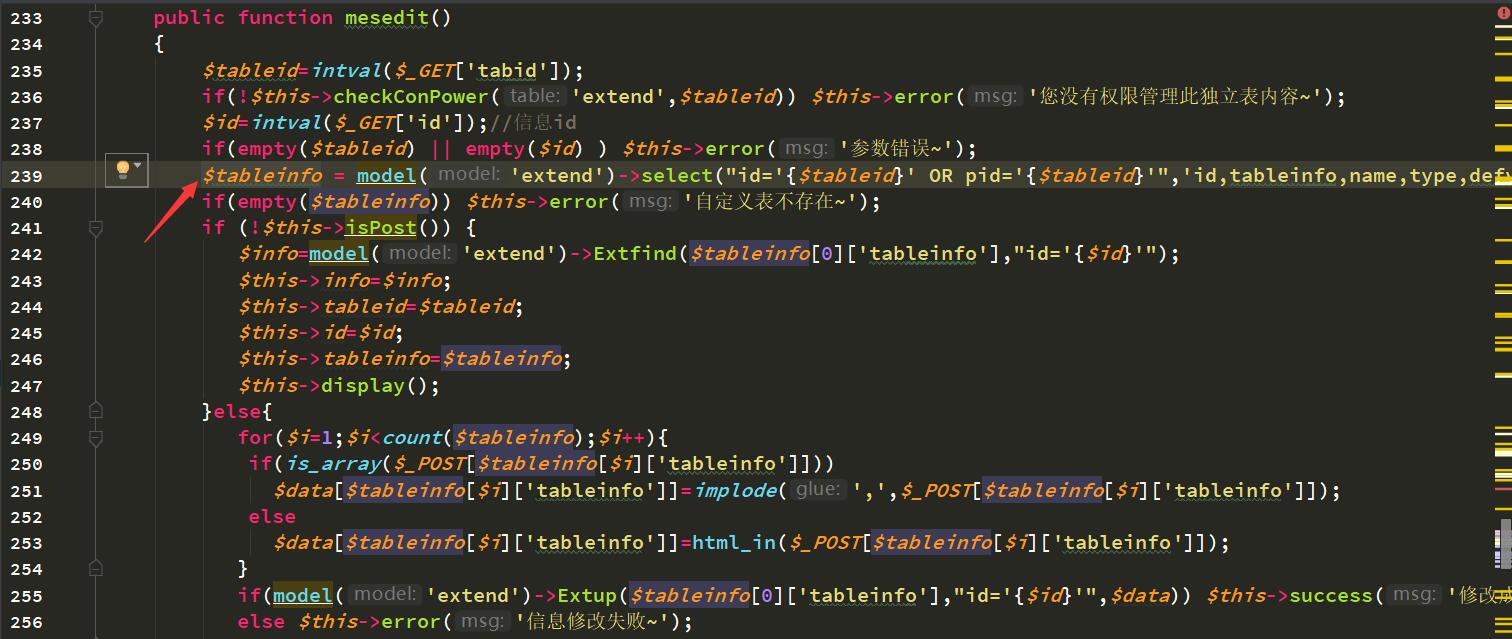 233 public function mesedit()
234 {
235 $tableid=intval($_GET['tabid']);
236 if(!$this->checkConPower( table: 'extend',$tableid)) $this->error( msg: '您没有权限管理此独立表内容~');
237 $id=intval($_GET['id']);//信息id
238 if(empty($tableid) || empty($id) ) $this->error( msg: '参数错误~');
239 $tableinfo = model( model: 'extend')->select("id='{$tableid}' OR pid='{$tableid}'",'id,tableinfo,name,type,def
240 if(empty($tableinfo)) $this->error( msg: '自定义表不存在~');
241 if (!$this->isPost()) {
242 $info=model( model: 'extend')->Extfind($tableinfo[0]['tableinfo'],"id='{$id}'");
243 $this->info=$info;
244 $this->tableid=$tableid;
245 $this->id=$id;
246 $this->tableinfo=$tableinfo;
247 $this->display();
248 }else{
249 for($i=1;$i<count($tableinfo);$i++){
250 if(is_array($_POST[$tableinfo[$i]['tableinfo']]))
251 $data[$tableinfo[$i]['tableinfo']]=implode( glue: ',',$_POST[$tableinfo[$i]['tableinfo']]);
252 else
253 $data[$tableinfo[$i]['tableinfo']]=html_in($_POST[$tableinfo[$i]['tableinfo']]);
254 }
255 if(model( model: 'extend')->Extup($tableinfo[0]['tableinfo'],"id='{$id}'",$data)) $this->success( msg: '修改
256 else $this->error( msg: '信息修改失败~');